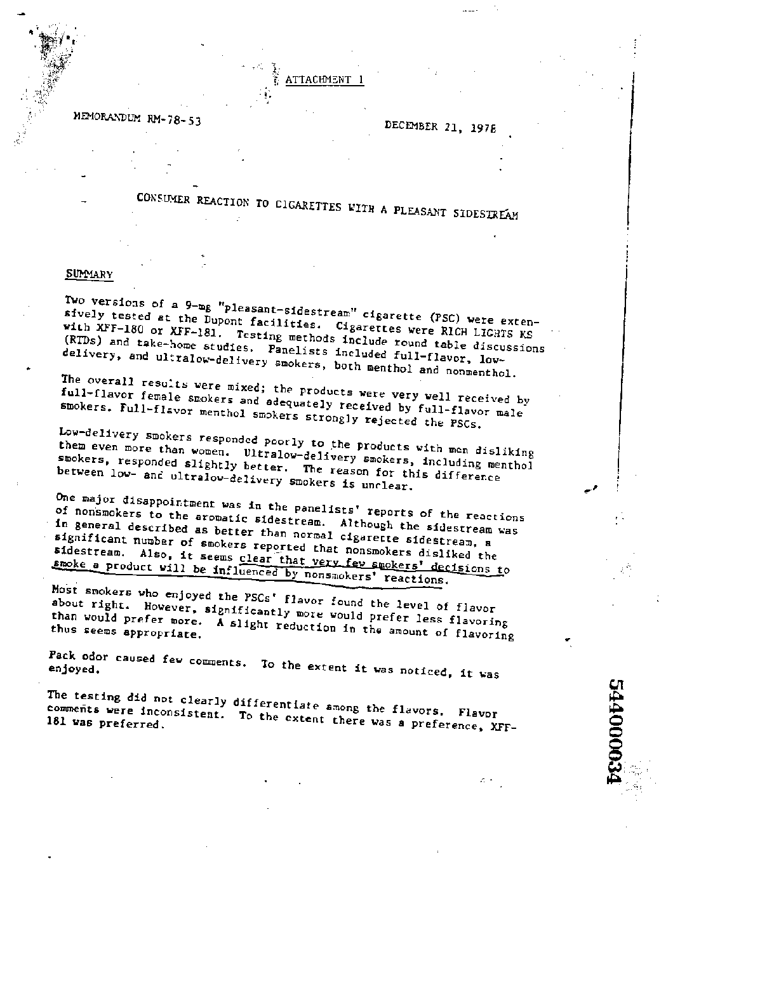 ATTACHMENT 1
MEMORANDUM RM-78-53
DECEMBER 21, 1978
CONSUMER REACTION TO CIGARETTES WITH A PLEASANT SIDESTREAM
SUMMARY
Two versions of a 9-mg "pleasant-sidestream" cigarette (PSC) were exten-
sively tested at the Dupont facilities. Cigarettes were RICH LIGHTS KS
with XFF-180 or XFF-181. Testing methods include round table discussions
(RTDs) and take-home studies. Panelists included full-flavor, low-
delivery, and ultralow-delivery smokers, both menthol and nonmenthol.
The overall results were mixed; the products were very well received by
full-flavor female smokers and adequately received by full-flavor male
smokers. Full-flavor menthol smokers strongly rejected the PSCs.
Low-delivery smokers responded poorly to the products with men disliking
them even more than women. Ultralow-delivery smokers, including menthol
smokers, responded slightly better. The reason for this difference
between low- and ultralow-delivery smokers is unclear.
One major disappointment was in the panelists' reports of the reactions
of nonsmokers to the aromatic sidestream. Although the sidestream was
in general described as better than normal cigarette sidestream, a
significant number of smokers reported that nonsmokers disliked the
sidestream. Also, it seems clear that very few smokers' decisions to
smoke a product will be influenced by nonsmokers' reactions.
Most smokers who enjoyed the PSCs' flavor found the level of flavor
about right. However, significantly more would prefer less flavoring
than would prefer more. A slight reduction in the amount of flavoring
thus seems appropriate.
Pack odor caused few comments. To the extent it was noticed, it was
enjoyed.
The testing did not clearly differentiate among the flavors. Flavor
comments were inconsistent. To the extent there was a preference, XFF-
181 was preferred.
544000034